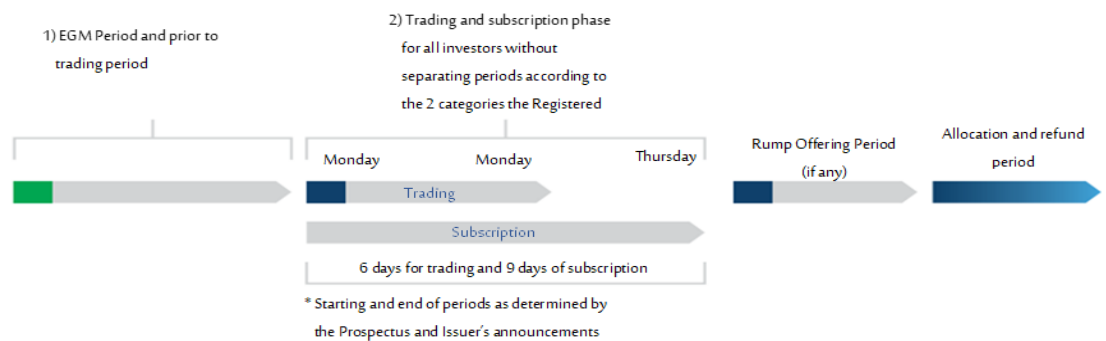 1) EGM Period and prior to
trading period
2) Trading and subscription phase
for all investors without
separating periods according to
the 2 categories the Registered
Monday
Monday
Thursday
Trading
Subscription
6 days for trading and 9 days of subscription
* Starting and end of periods as determined by
the Prospectus and Issuer's announcements
Rump Offering Period
(if any)
Allocation and refund
period